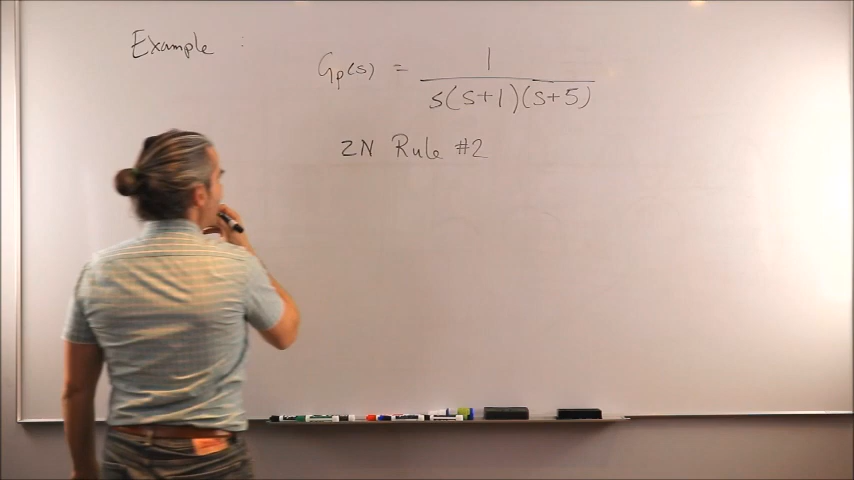 Example :
Gp(s) = 1 / s(s+1)(s+5)
ZN Rule #2